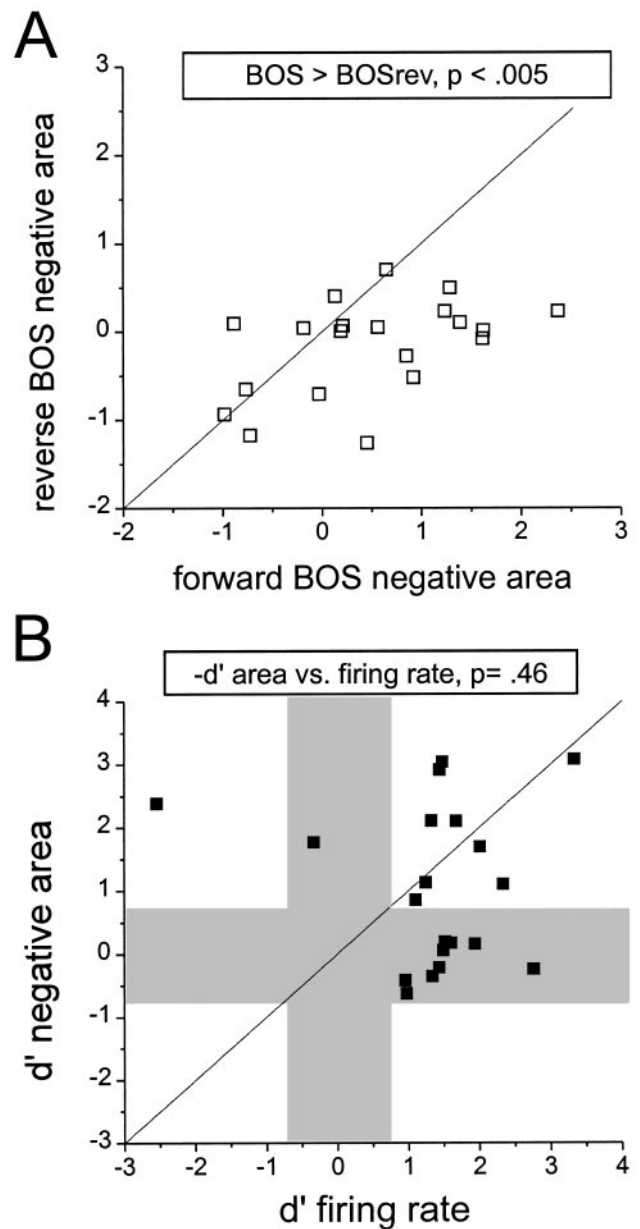 A
BOS > BOSrev, p < .005
3
2
1
0
-1
-2
reverse BOS negative area
-2 -1 0 1 2 3
forward BOS negative area
B
-d' area vs. firing rate, p= .46
4
3
2
1
0
-1
-2
-3
d' negative area
-3 -2 -1 0 1 2 3 4
d' firing rate